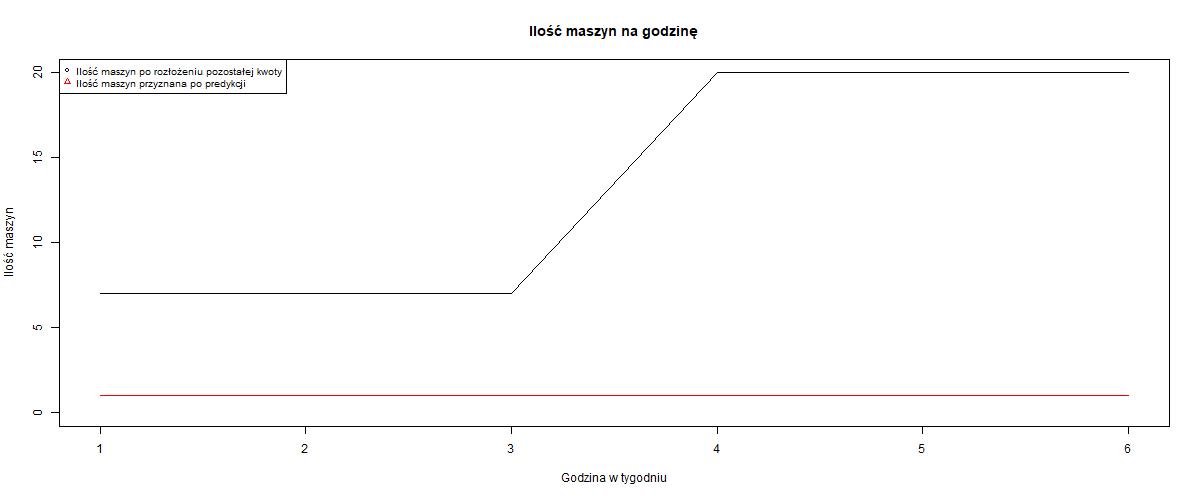 Ilość maszyn na godzinę
Ilość maszyn po rozłożeniu pozostałej kwoty
Ilość maszyn przyznana po predykcji
Ilość maszyn
20
15
10
5
0
1 2 3 4 5 6
Godzina w tygodniu